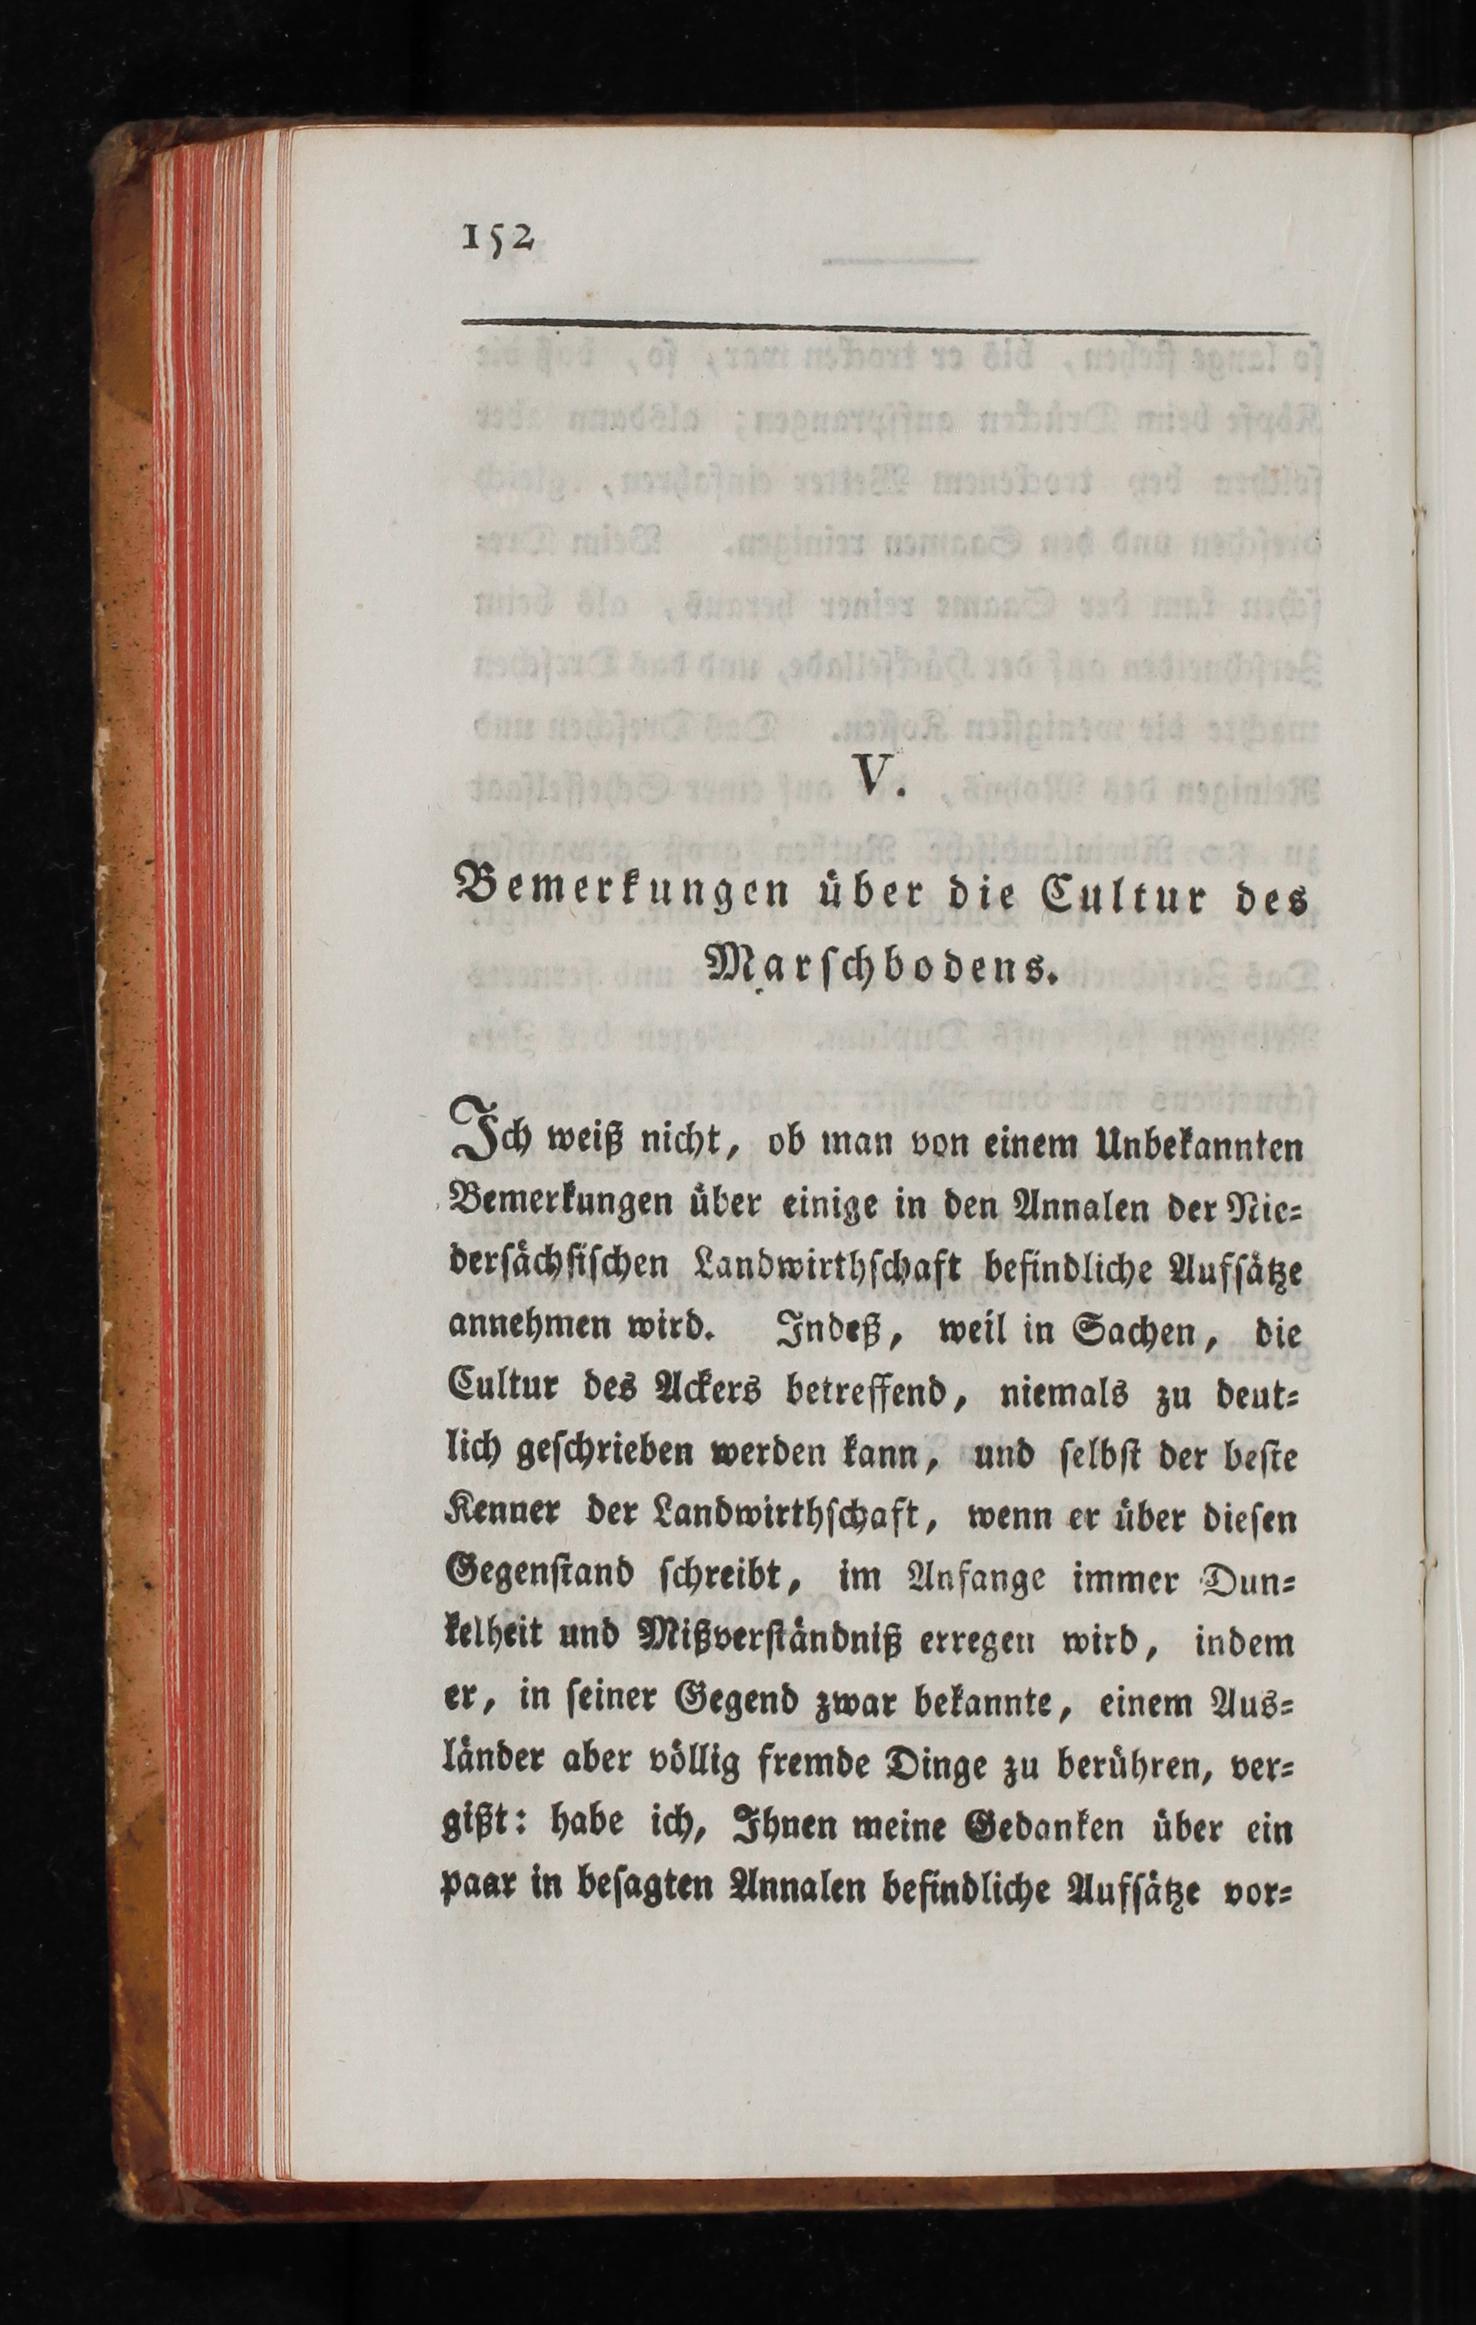 152
V.
Bemerkungen über die Cultur des
Marſchbodens.
Ich weiß nicht, ob man von einem Unbekannten
Bemerkungen über einige in den Annalen der Nie⸗
derſächſiſchen Landwirthſchaft befindliche Aufſätze
annehmen wird. Indeß, weil in Sachen, die
Cultur des Ackers betreffend, niemals zu deut⸗
lich geſchrieben werden kann, und ſelbſt der beſte
Kenner der Landwirthſchaft, wenn er über dieſen
Gegenſtand ſchreibt, im Anfange immer Dun⸗
kelheit und Mißverſtändniß erregen wird, indem
er, in ſeiner Gegend zwar bekannte, einem Aus⸗
länder aber völlig fremde Dinge zu berühren, ver⸗
gißt: habe ich, Ihnen meine Gedanken über ein
paar in beſagten Annalen befindliche Aufſätze vor⸗